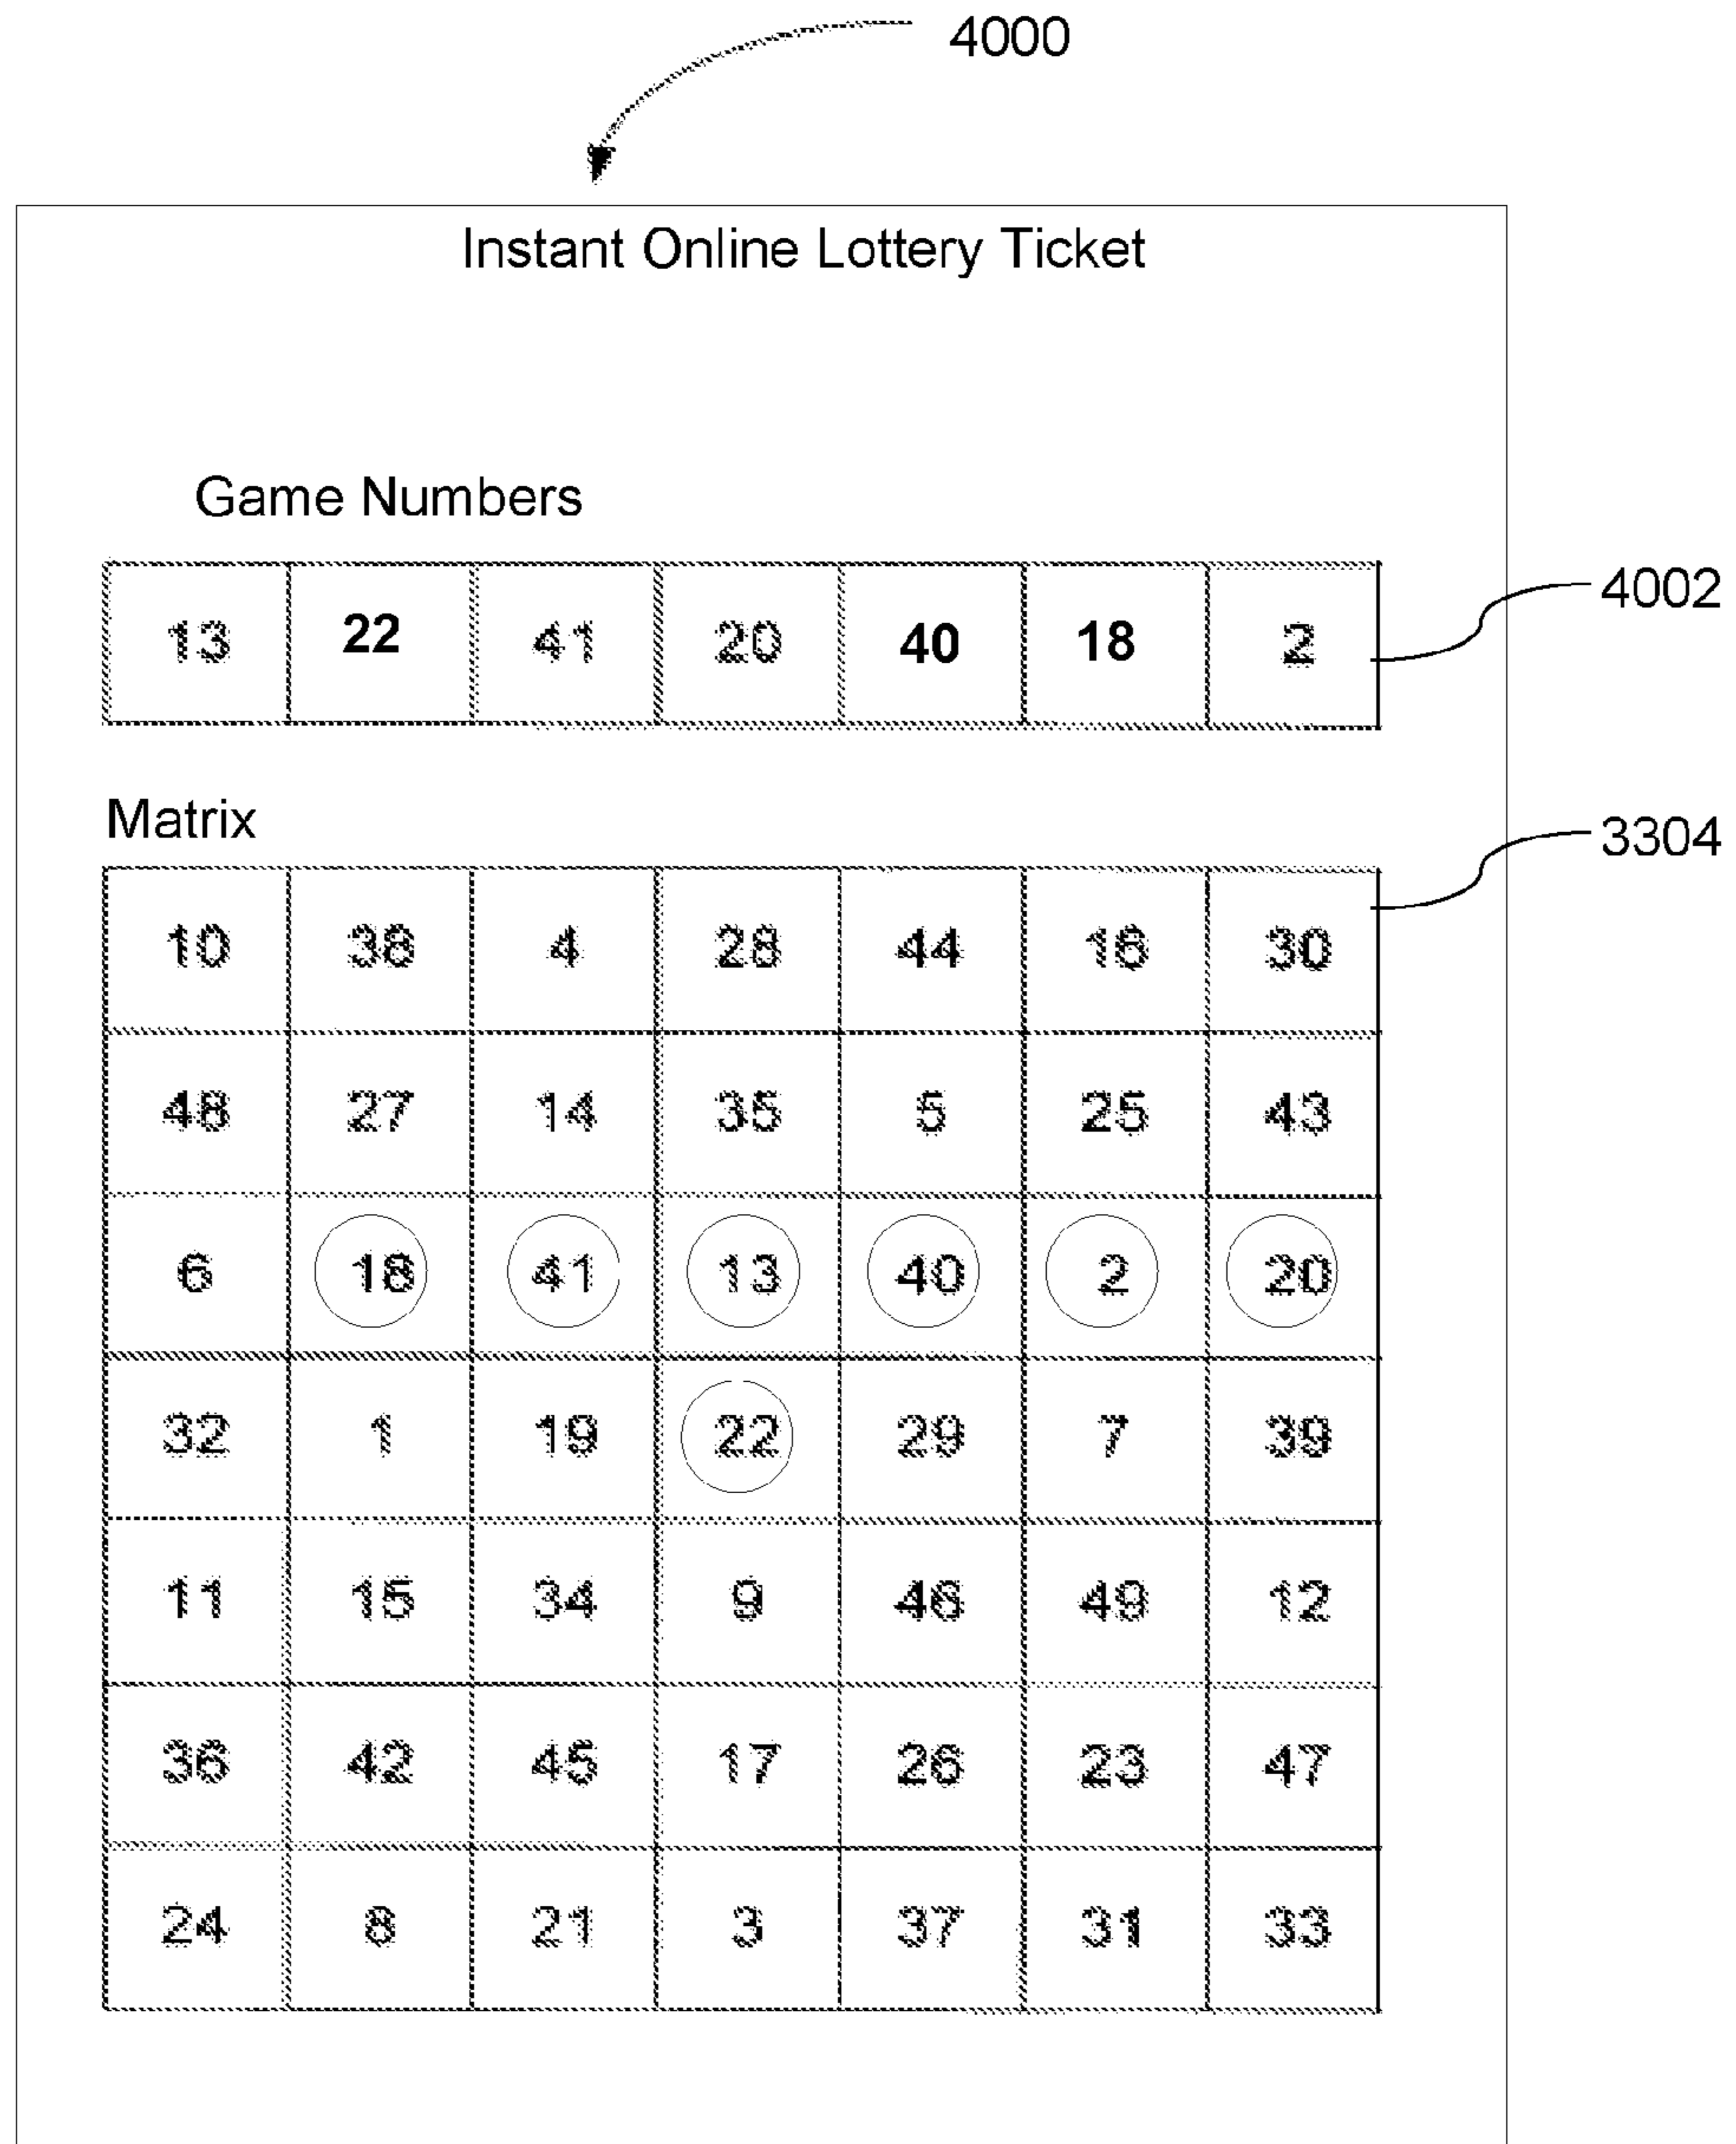 4000
Instant Online Lottery Ticket
Game Numbers
13 22 41 20 40 18 2
4002
Matrix
3304
10 38 4 28 44 16 30
48 27 14 35 5 25 43
6 18 41 13 40 2 20
32 1 19 22 29 7 39
11 15 34 9 46 49 12
36 42 45 17 26 23 47
24 8 21 3 37 31 33